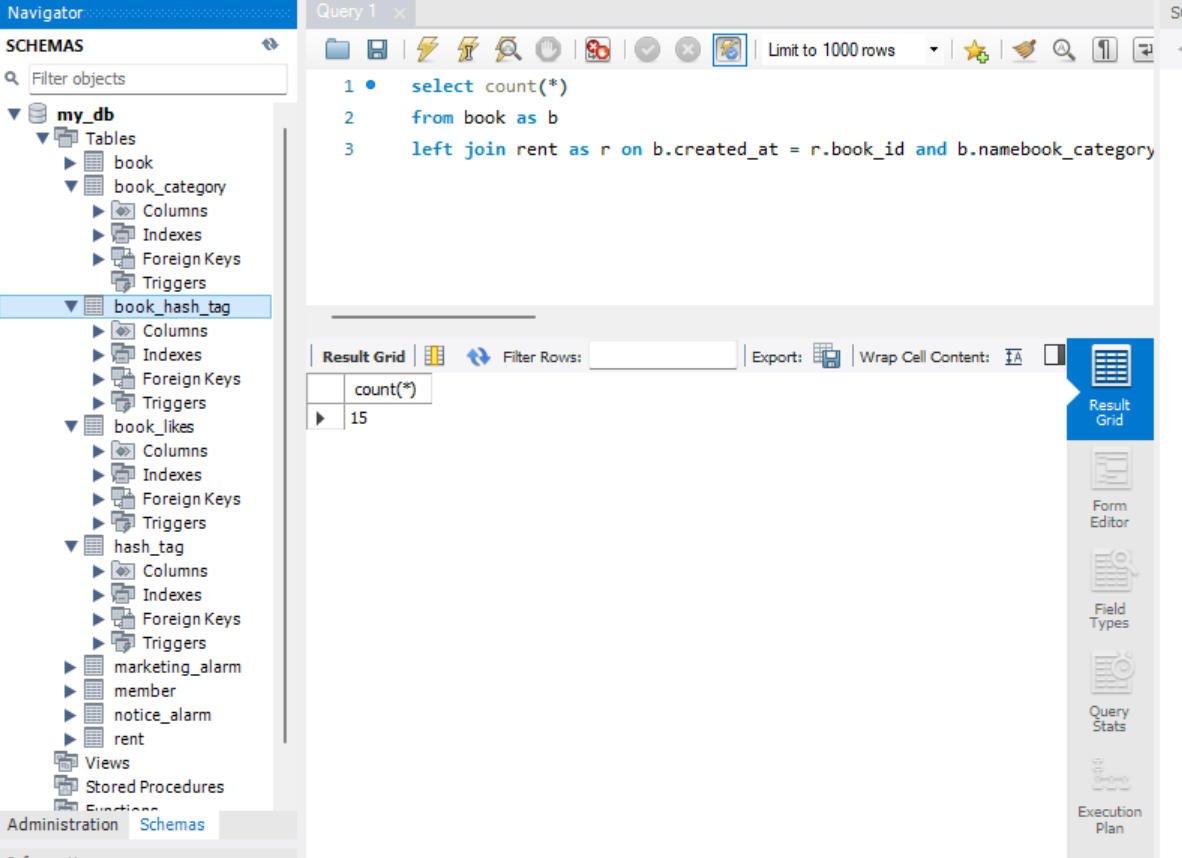 Navigator
SCHEMAS
Filter objects
my_db
Tables
book
book_category
Columns
Indexes
Foreign Keys
Triggers
book_hash_tag
Columns
Indexes
Foreign Keys
Triggers
book_likes
Columns
Indexes
Foreign Keys
Triggers
hash_tag
Columns
Indexes
Foreign Keys
Triggers
marketing_alarm
member
notice_alarm
rent
Views
Stored Procedures
Functions
Administration Schemas
Query 1
Limit to 1000 rows
1 select count(*)
2 from book as b
3 left join rent as r on b.created_at = r.book_id and b.namebook_category
Result Grid Filter Rows: Export: Wrap Cell Content:
count(*)
15
Result
Grid
Form
Editor
Field
Types
Query
Stats
Execution
Plan